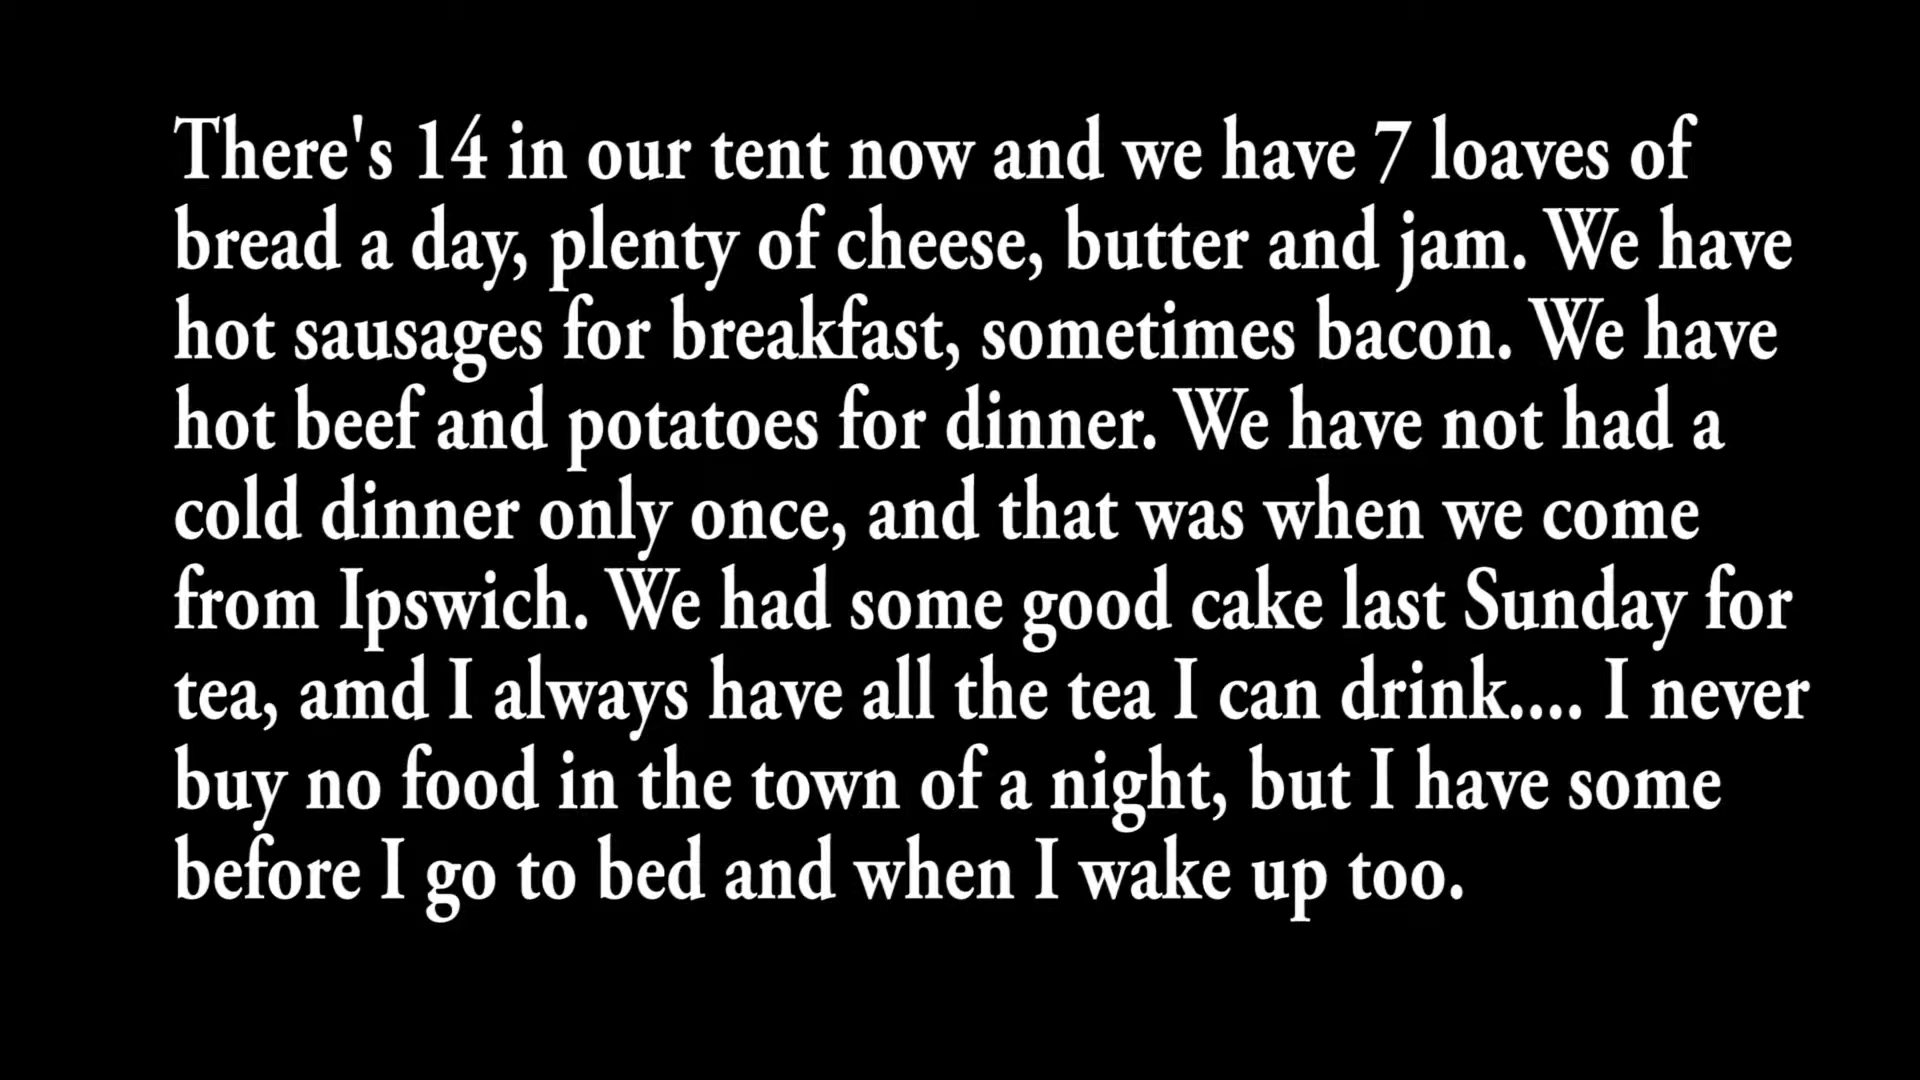 There's 14 in our tent now and we have 7 loaves of
bread a day, plenty of cheese, butter and jam. We have
hot sausages for breakfast, sometimes bacon. We have
hot beef and potatoes for dinner. We have not had a
cold dinner only once, and that was when we come
from Ipswich. We had some good cake last Sunday for
tea, amd I always have all the tea I can drink.... I never
buy no food in the town of a night, but I have some
before I go to bed and when I wake up too.